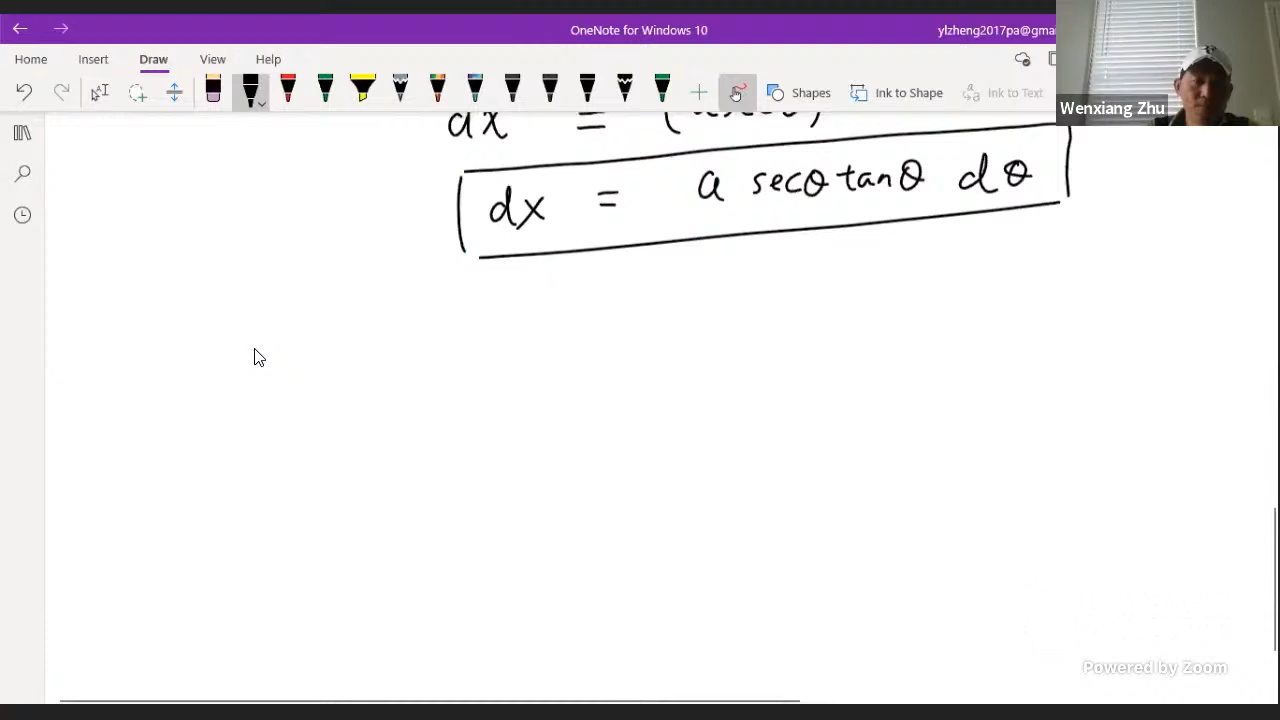 OneNote for Windows 10
ylzheng2017pa@gma
Home Insert Draw View Help
Shapes Ink to Shape Ink to Text
Wenxiang Zhu
dx =
dx = a secθ tanθ dθ
Powered by Zoom